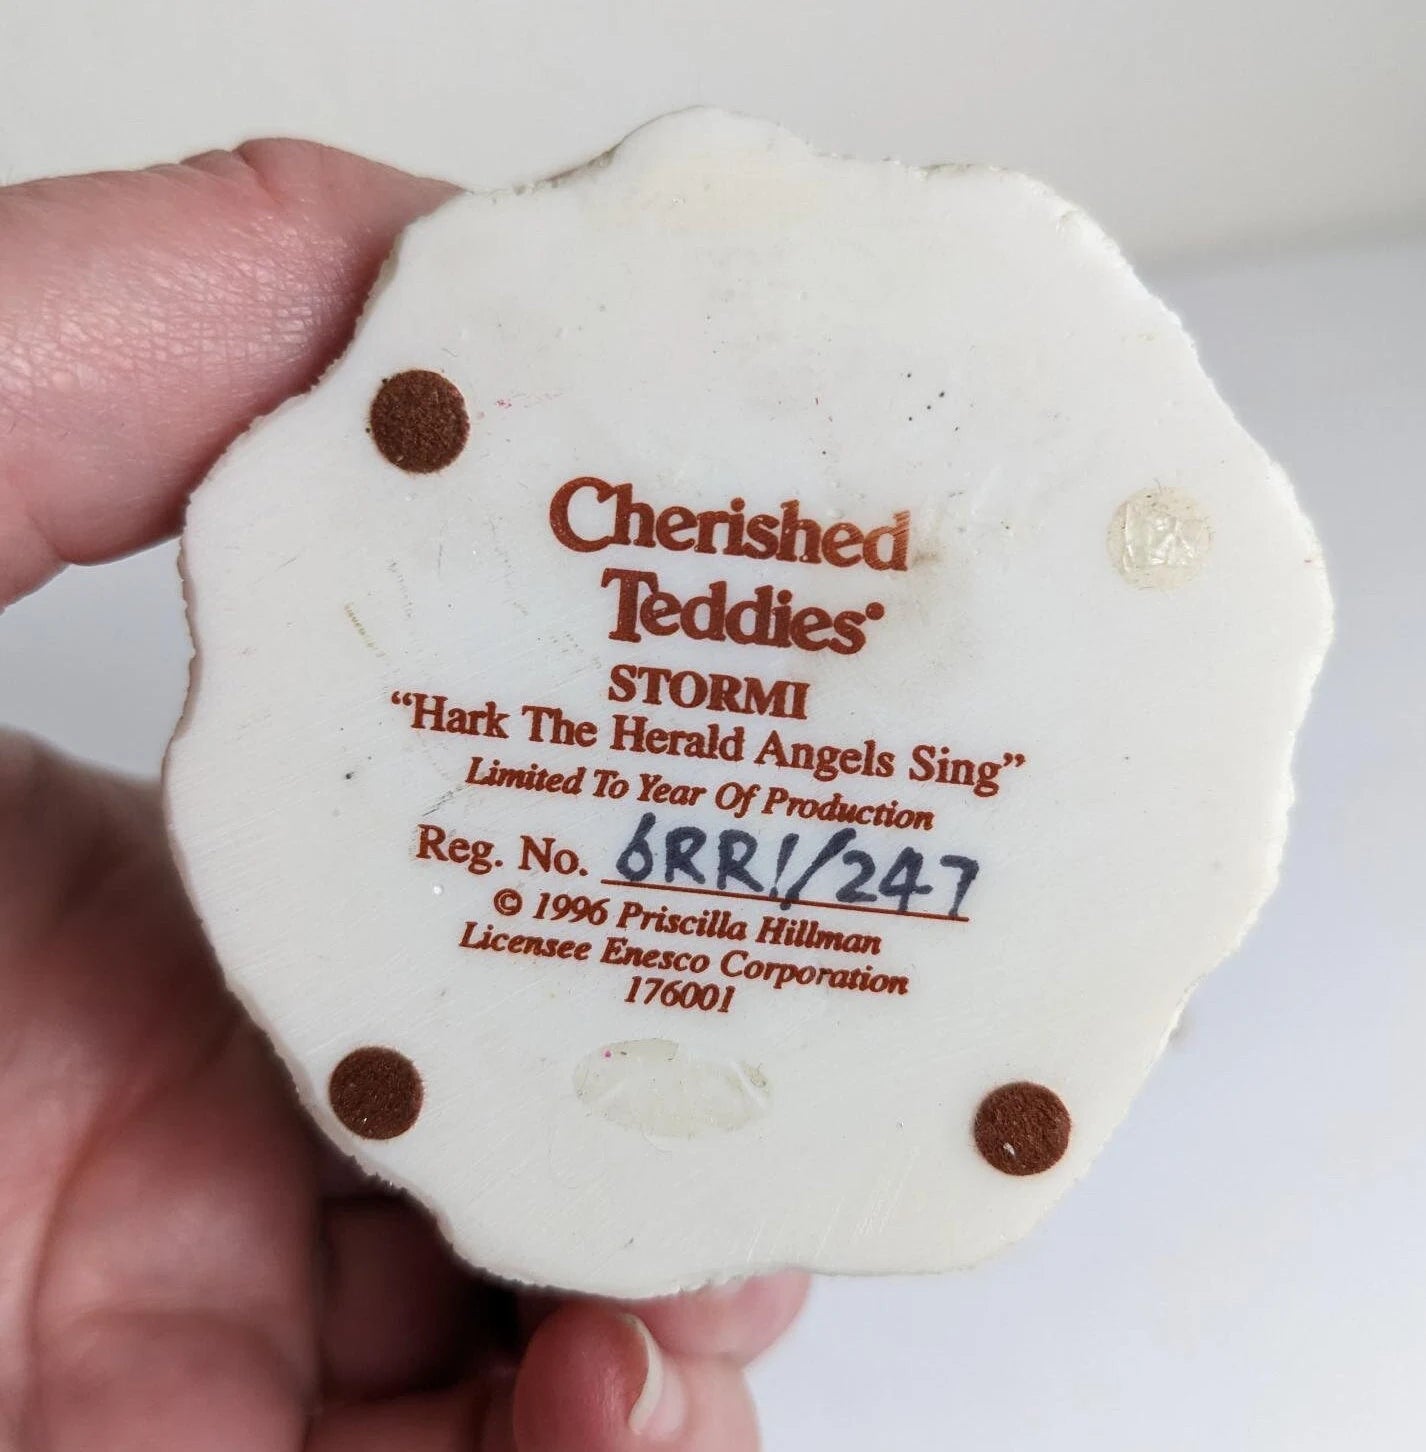 Cherished
Teddies®
STORMI
“Hark The Herald Angels Sing”
Limited To Year Of Production
Reg. No. 6RR1/247
© 1996 Priscilla Hillman
Licensee Enesco Corporation
176001